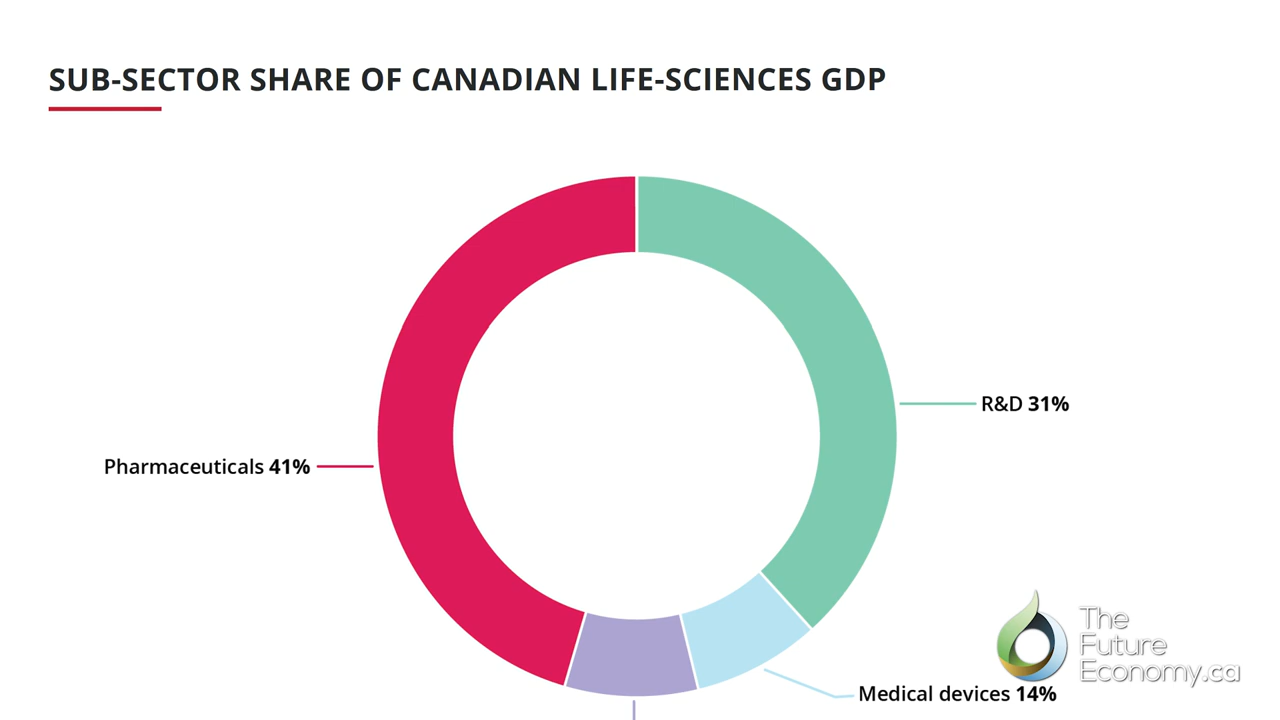 SUB-SECTOR SHARE OF CANADIAN LIFE-SCIENCES GDP
R&D 31%
Pharmaceuticals 41%
Medical devices 14%
The
Future
Economy.ca